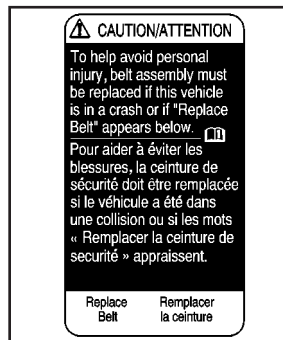 CAUTION/ATTENTION
To help avoid personal
injury, belt assembly must
be replaced if this vehicle
is in a crash or if "Replace
Belt" appears below.
Pour aider à éviter les
blessures, la ceinture de
sécurité doit être remplacée
si le véhicule a été dans
une collision ou si les mots
« Remplacer la ceinture de
securité » appraissent.
Replace Remplacer
Belt la ceinture